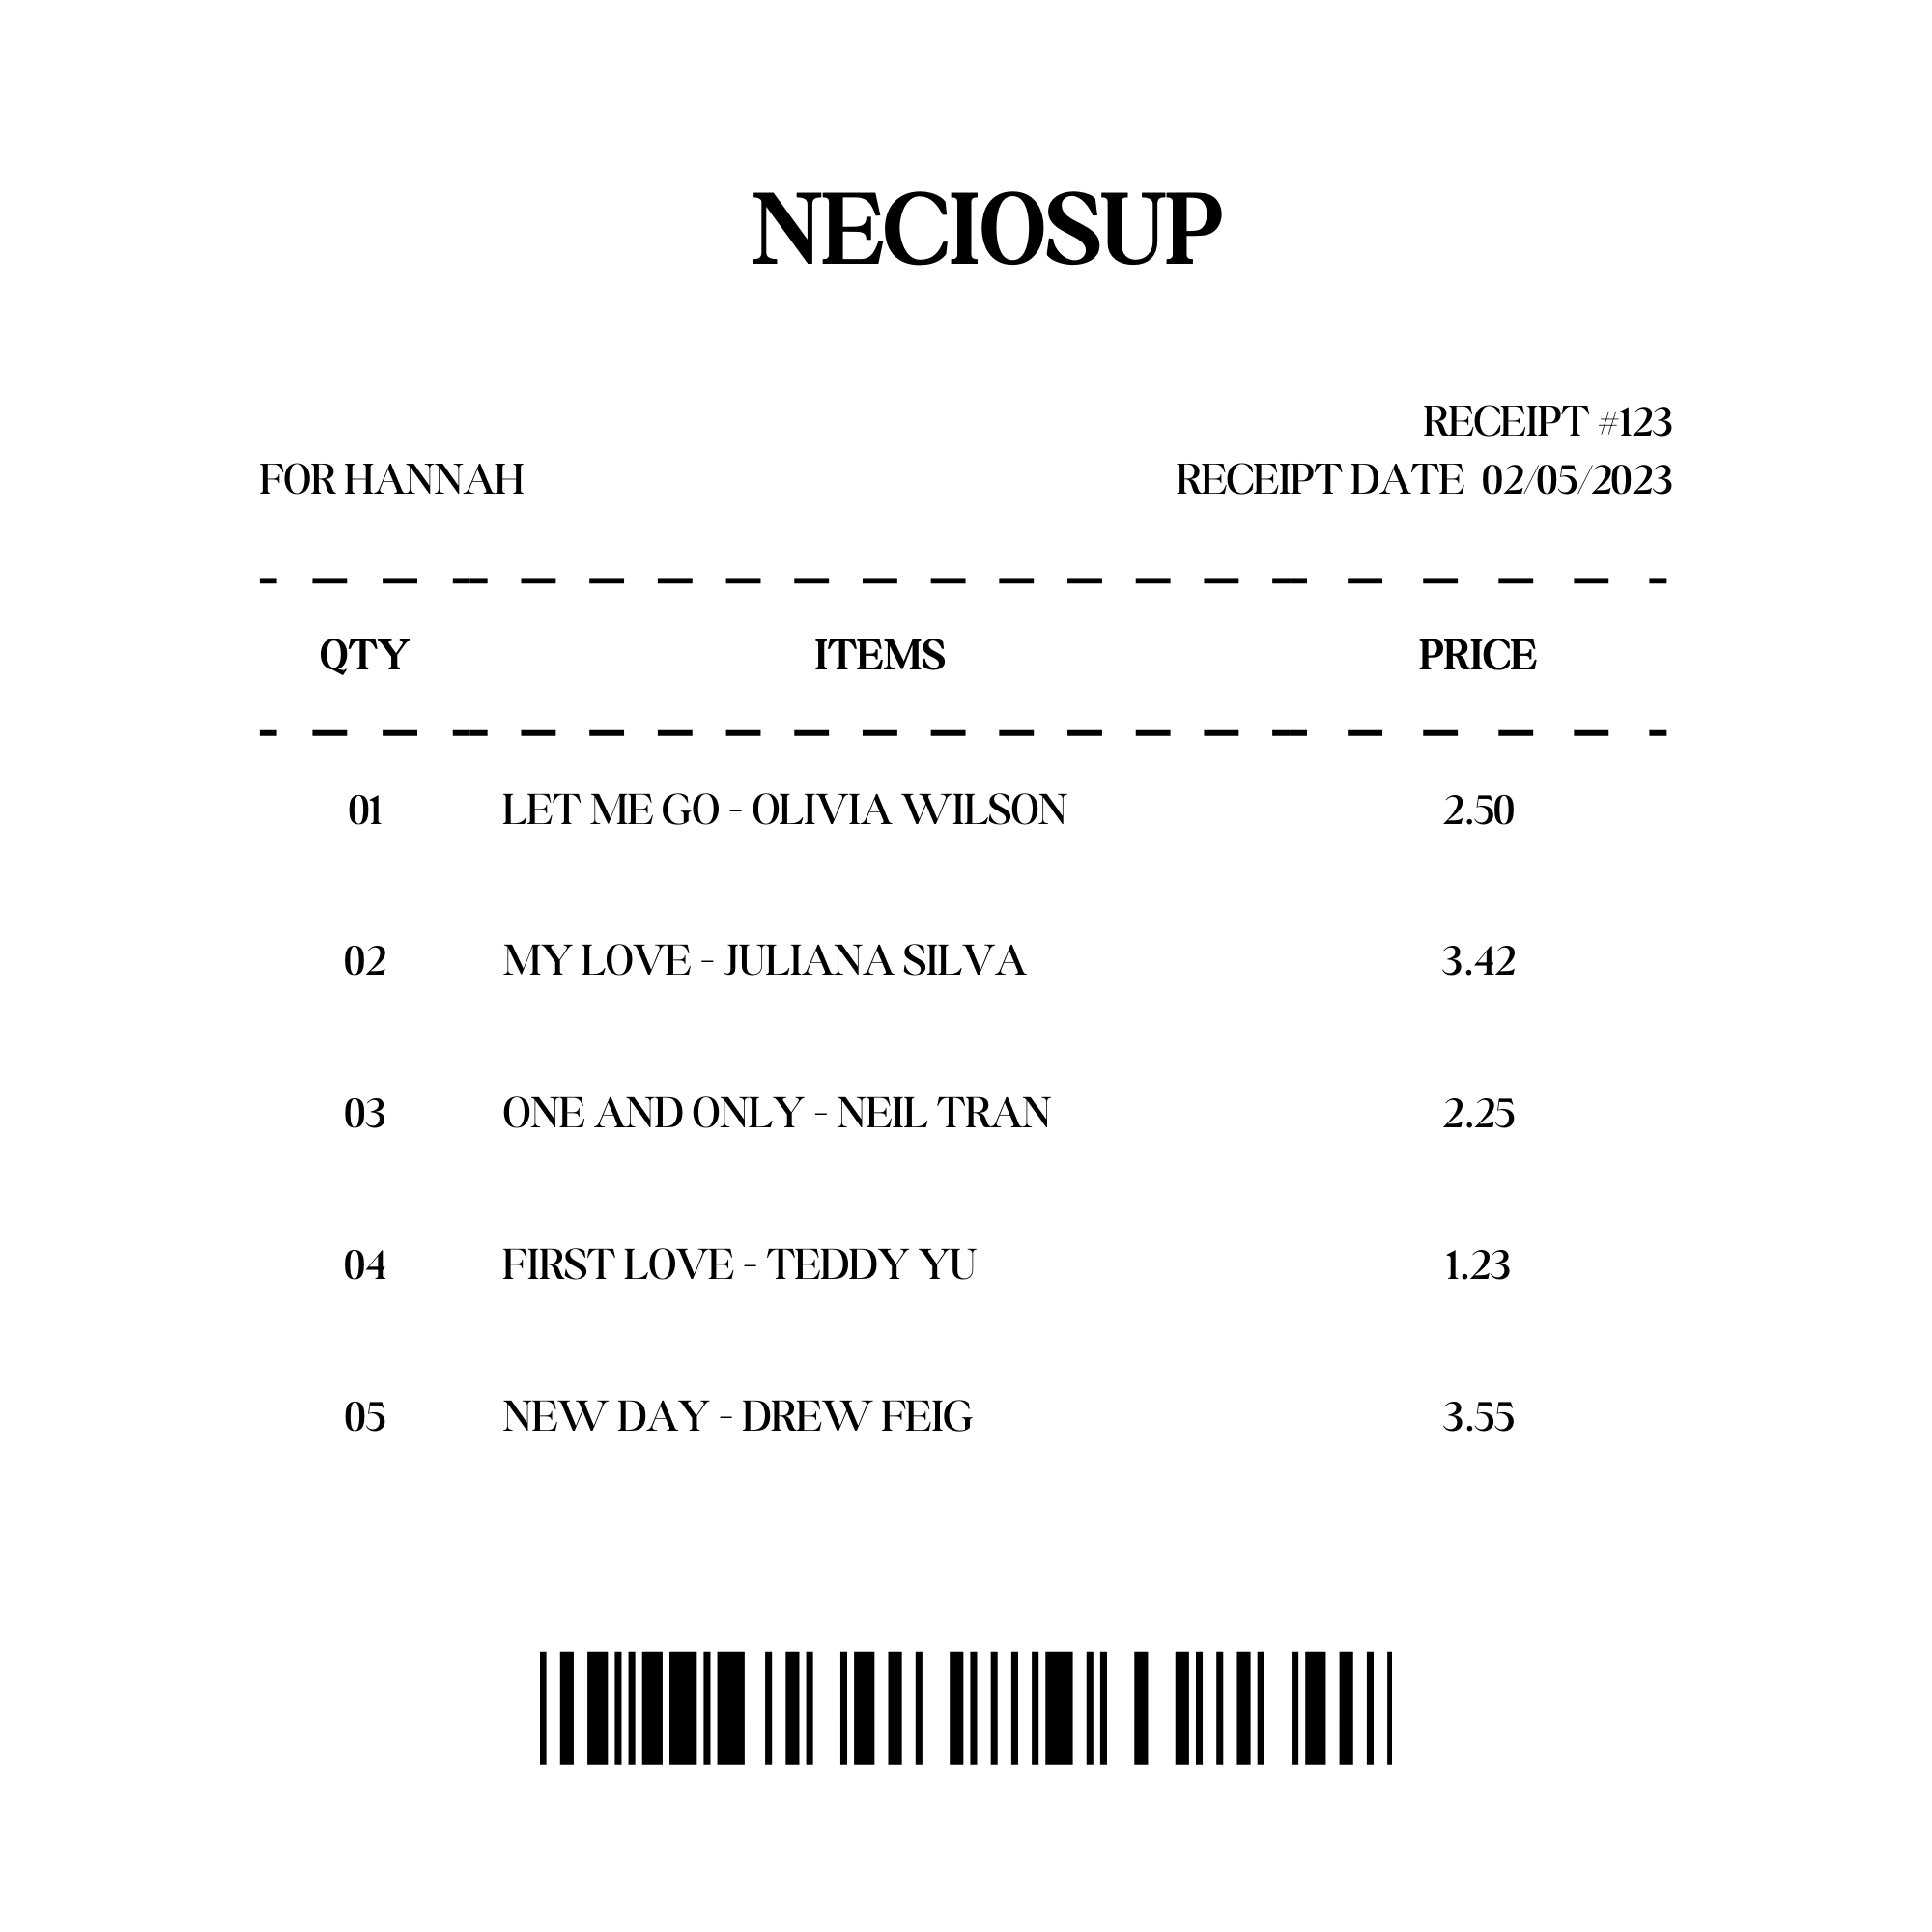 NECIOSUP
RECEIPT #123
FOR HANNAH RECEIPT DATE 02/05/2023
QTY ITEMS PRICE
01 LET ME GO - OLIVIA WILSON 2.50
02 MY LOVE - JULIANA SILVA 3.42
03 ONE AND ONLY - NEIL TRAN 2.25
04 FIRST LOVE - TEDDY YU 1.23
05 NEW DAY - DREW FEIG 3.55